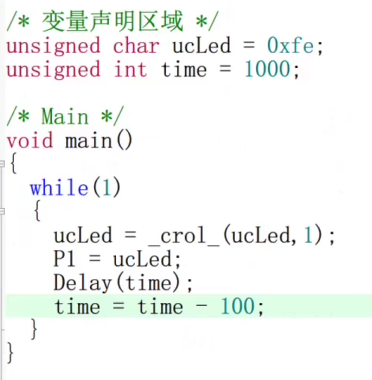 /* 变量声明区域 */
unsigned char ucLed = 0xfe;
unsigned int time = 1000;
/* Main */
void main()
{
while(1)
{
ucLed = _crol_(ucLed,1);
P1 = ucLed;
Delay(time);
time = time - 100;
}
}